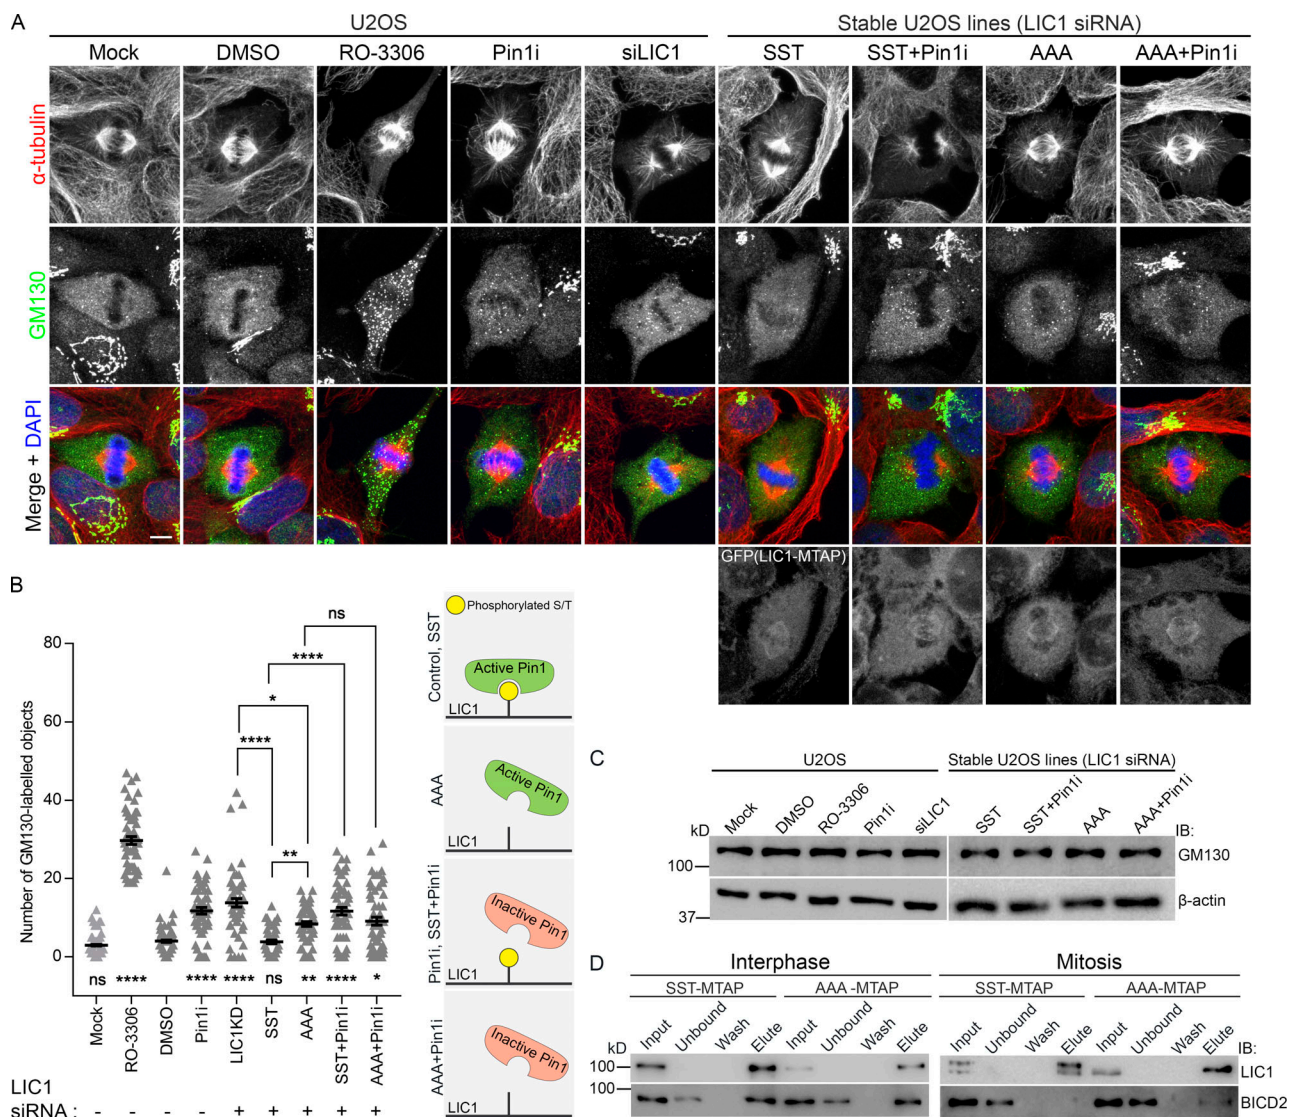 A
U2OS
Stable U2OS lines (LIC1 siRNA)
Mock DMSO RO-3306 Pin1i siLIC1 SST SST+Pin1i AAA AAA+Pin1i
α-tubulin
GM130
Merge + DAPI
GFP(LIC1-MTAP)
B
Number of GM130-labelled objects
80
60
40
20
0
ns
****
*
****
**
ns **** **** **** ns ** **** *
Mock RO-3306 DMSO Pin1i LIC1KD SST AAA SST+Pin1i AAA+Pin1i
LIC1
siRNA : - - - - + + + + +
Phosphorylated S/T
Control, SST
Active Pin1
LIC1
AAA
Active Pin1
LIC1
Pin1i, SST+Pin1i
Inactive Pin1
LIC1
AAA+Pin1i
Inactive Pin1
LIC1
C
U2OS
Stable U2OS lines (LIC1 siRNA)
Mock DMSO RO-3306 Pin1i siLIC1 SST SST+Pin1i AAA AAA+Pin1i
kD
IB:
100
GM130
37
β-actin
D
Interphase Mitosis
SST-MTAP AAA -MTAP SST-MTAP AAA-MTAP
Input Unbound Wash Elute Input Unbound Wash Elute Input Unbound Wash Elute Input Unbound Wash Elute
kD
IB:
100
LIC1
100
BICD2